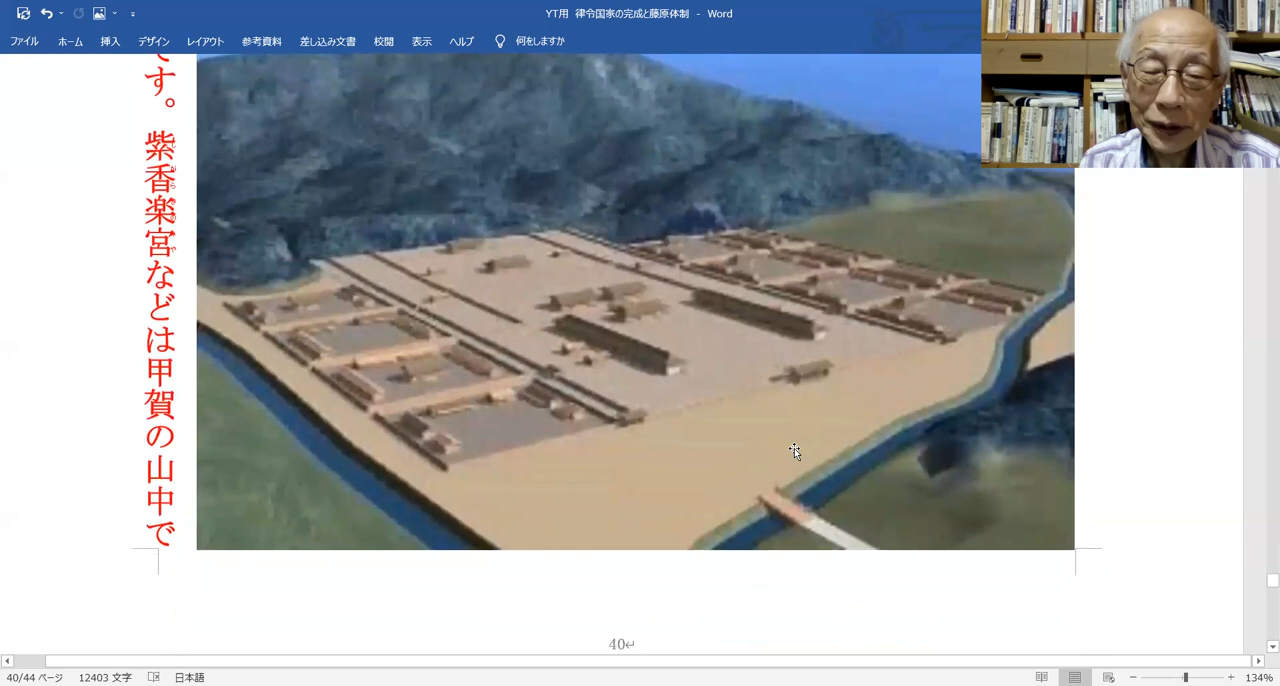 YT用 律令国家の完成と藤原体制 - Word
ファイル ホーム 挿入 デザイン レイアウト 参考資料 差し込み文書 校閲 表示 ヘルプ 何をしますか
す。紫香楽宮などは甲賀の山中で
40↵
40/44 ページ 12403 文字 日本語 134%